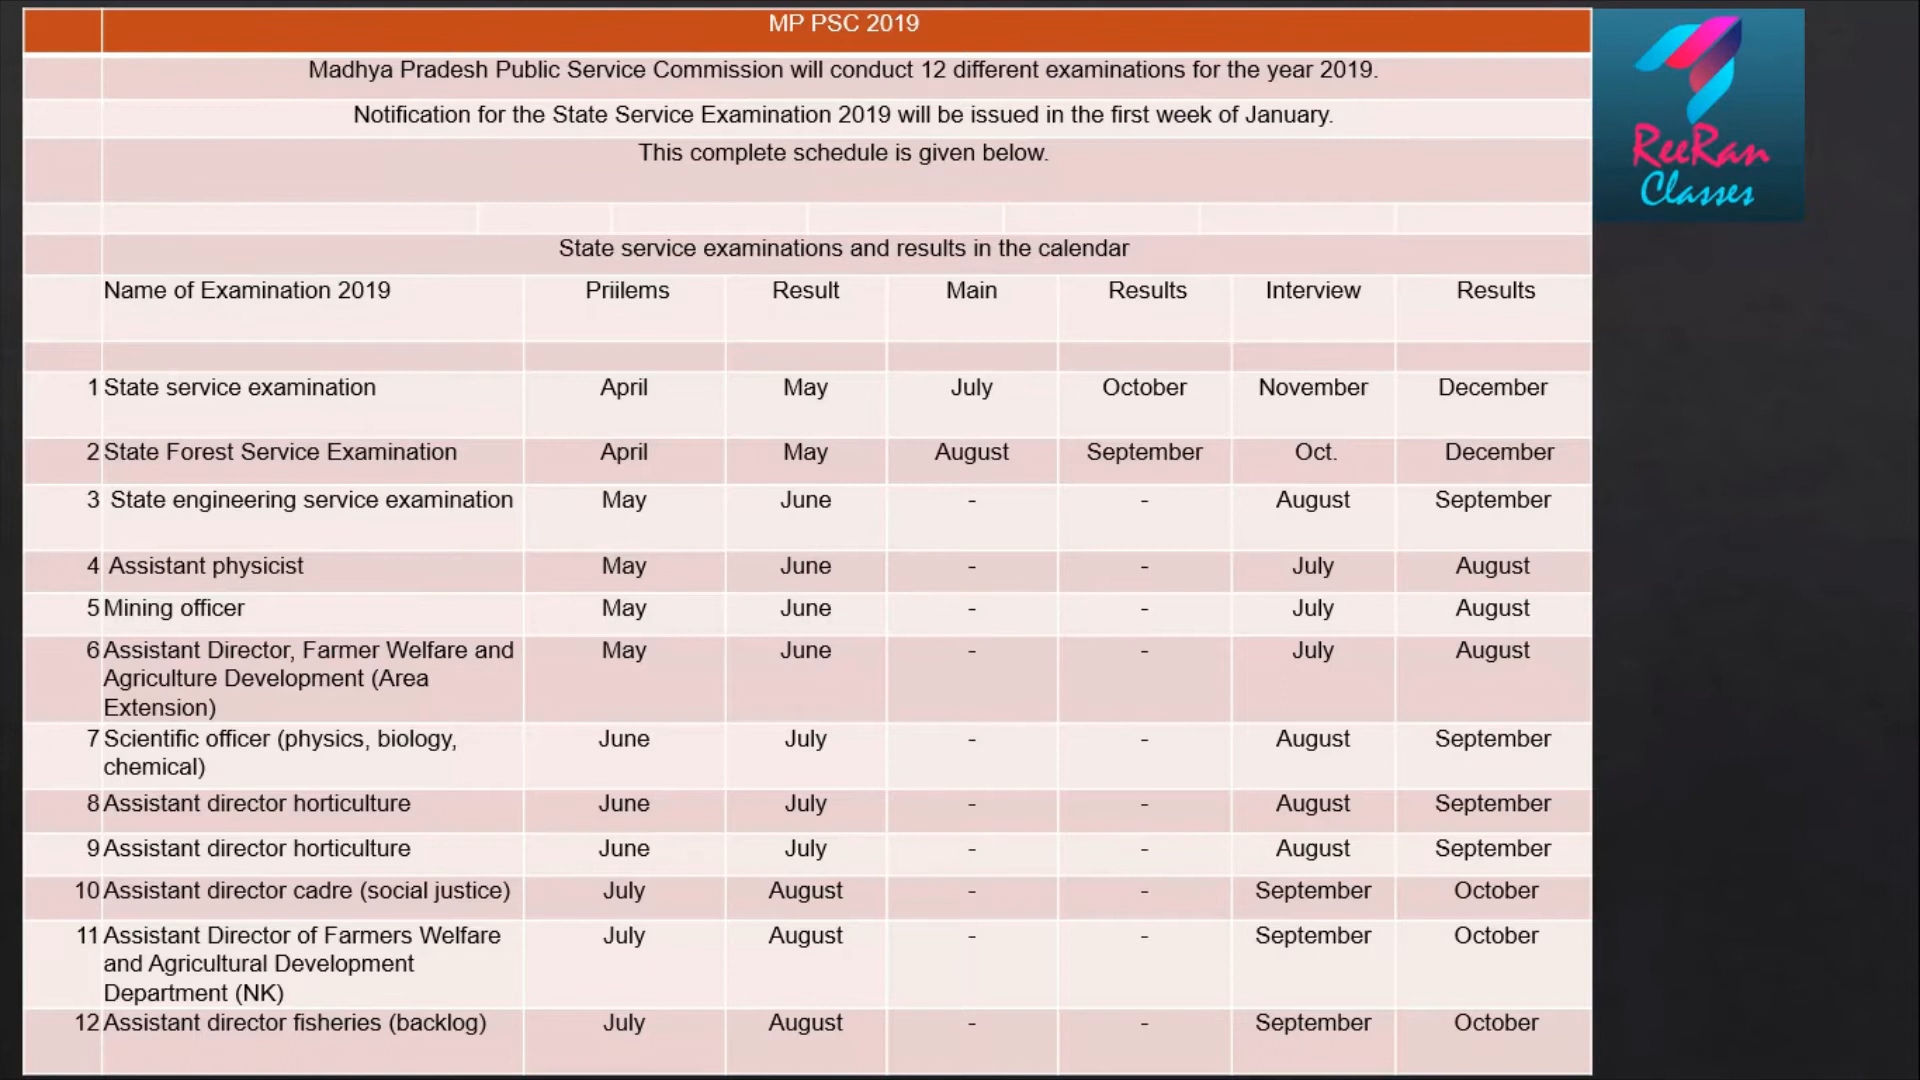 MP PSC 2019
Madhya Pradesh Public Service Commission will conduct 12 different examinations for the year 2019.
Notification for the State Service Examination 2019 will be issued in the first week of January.
This complete schedule is given below.
ReeRan
Classes
State service examinations and results in the calendar
Name of Examination 2019 Priilems Result Main Results Interview Results
1 State service examination April May July October November December
2 State Forest Service Examination April May August September Oct. December
3 State engineering service examination May June - - August September
4 Assistant physicist May June - - July August
5 Mining officer May June - - July August
6 Assistant Director, Farmer Welfare and May June - - July August
Agriculture Development (Area
Extension)
7 Scientific officer (physics, biology, June July - - August September
chemical)
8 Assistant director horticulture June July - - August September
9 Assistant director horticulture June July - - August September
10 Assistant director cadre (social justice) July August - - September October
11 Assistant Director of Farmers Welfare July August - - September October
and Agricultural Development
Department (NK)
12 Assistant director fisheries (backlog) July August - - September October